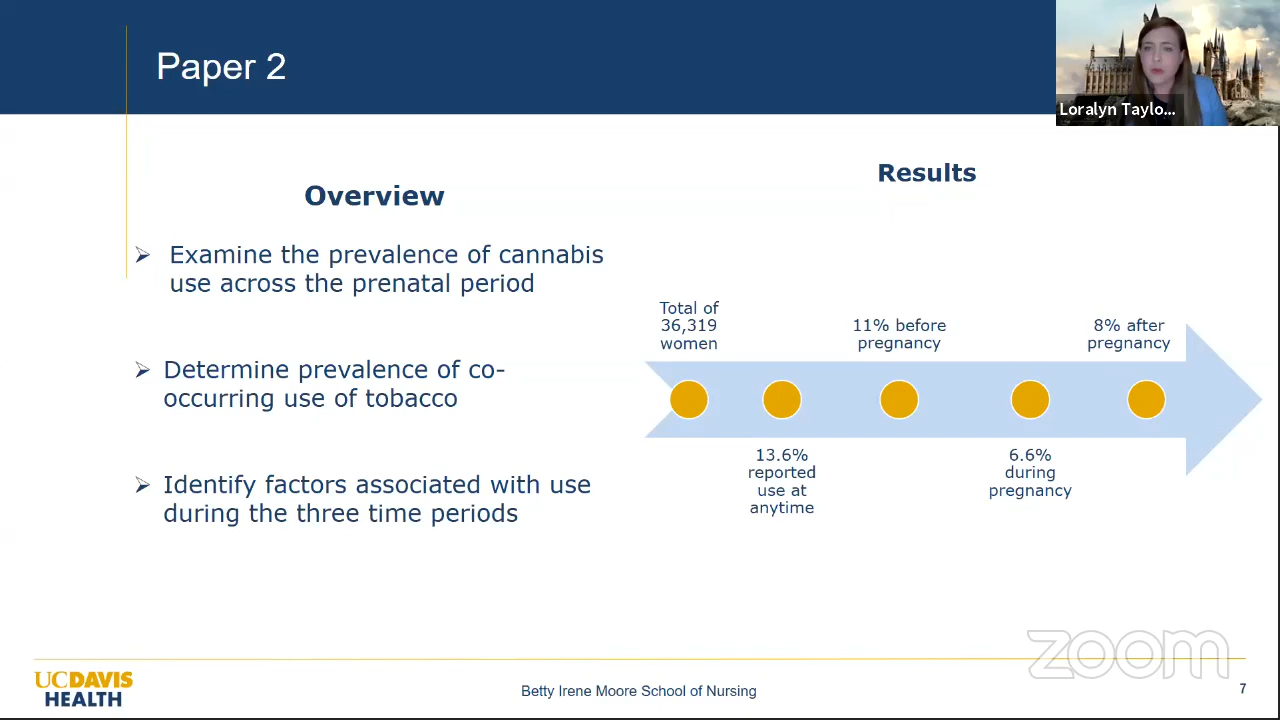 Paper 2
Loralyn Taylo...
Overview
Examine the prevalence of cannabis
use across the prenatal period
Determine prevalence of co-
occurring use of tobacco
Identify factors associated with use
during the three time periods
Results
Total of
36,319
women
13.6%
reported
use at
anytime
11% before
pregnancy
6.6%
during
pregnancy
8% after
pregnancy
zoom
UCDAVIS
HEALTH
Betty Irene Moore School of Nursing
7